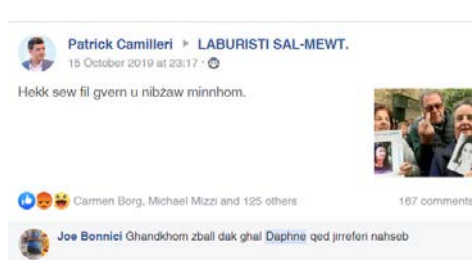 Patrick Camilleri ▸ LABURISTI SAL-MEWT.
15 October 2019 at 23:17 ·
Hekk sew fil gvern u nibżaw minnhom.
Carmen Borg, Michael Mizzi and 125 others
167 comments
Joe Bonnici Ghandkhom zball dak ghal Daphne qed jirreferi nahseb